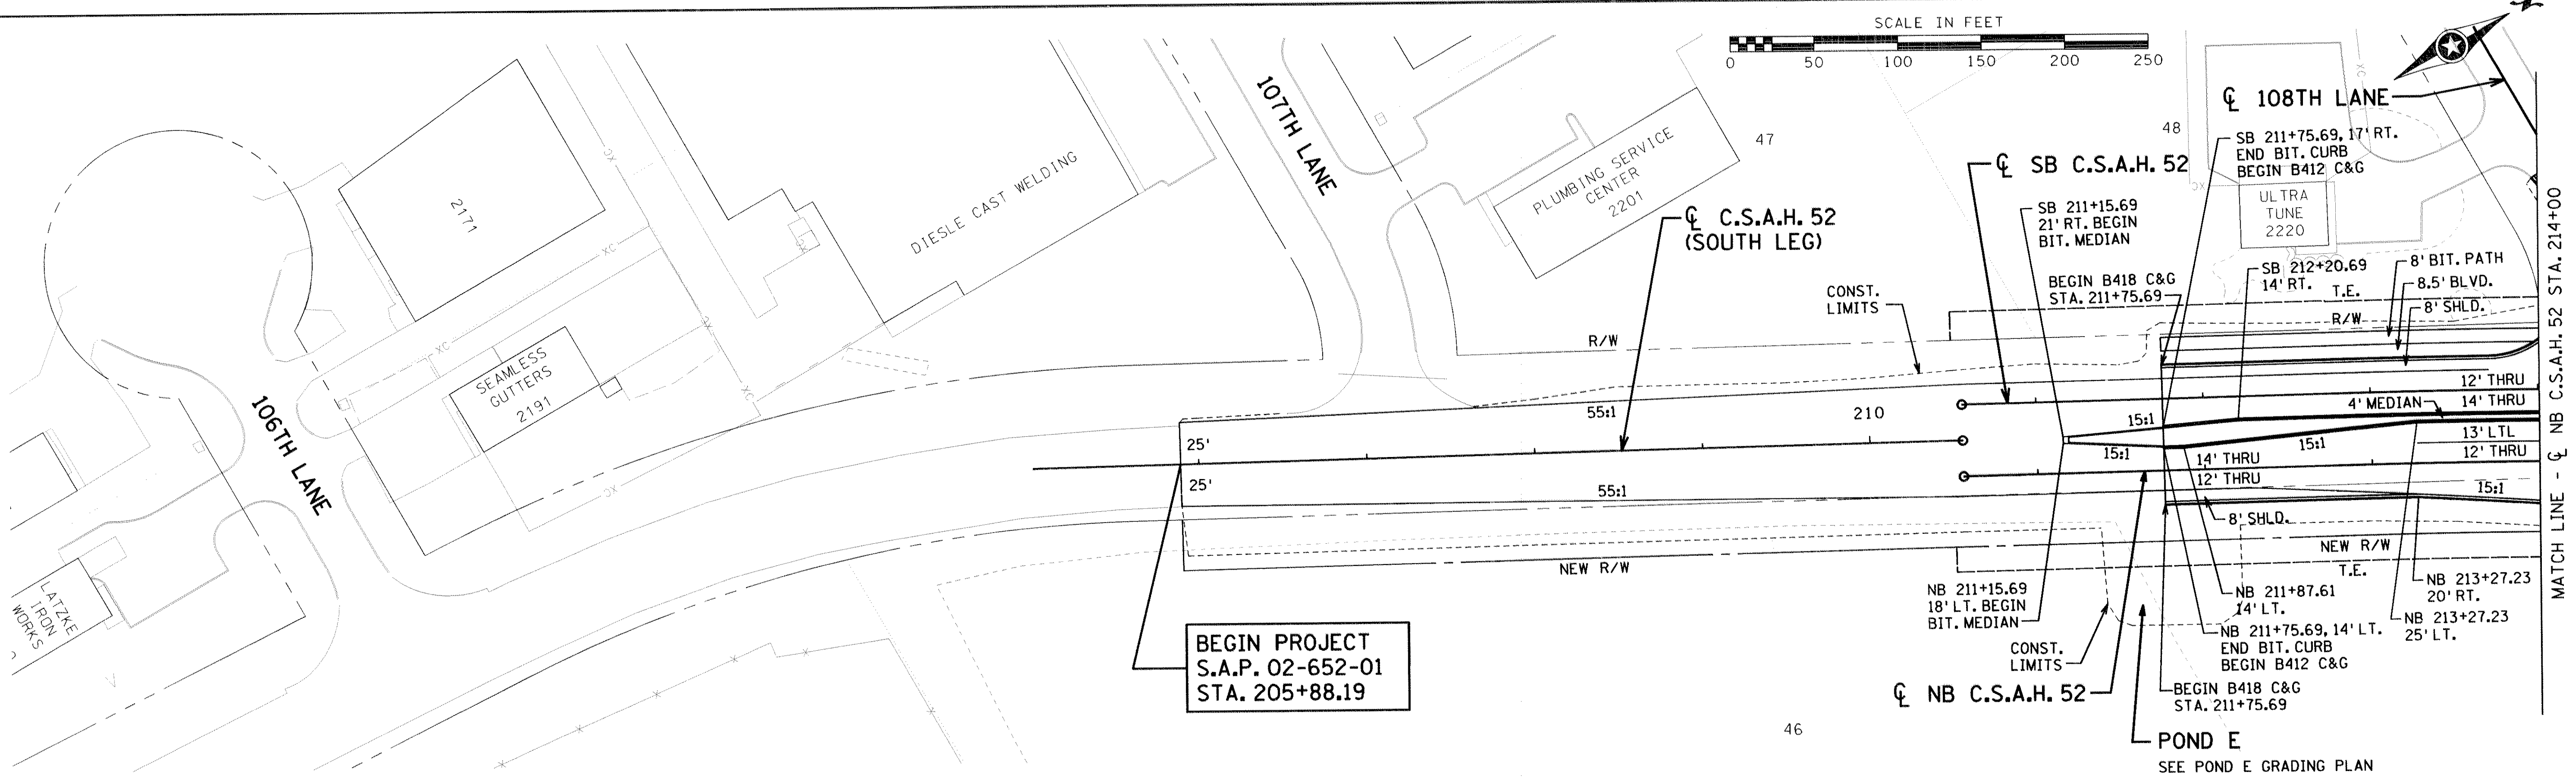 SCALE IN FEET
0 50 100 150 200 250
℄ 108TH LANE
106TH LANE
107TH LANE
2171
SEAMLESS
GUTTERS
2191
LATZKE
IRON
WORKS
DIESLE CAST WELDING
PLUMBING SERVICE
CENTER
2201
47
48
46
ULTRA
TUNE
2220
℄ C.S.A.H. 52
(SOUTH LEG)
℄ SB C.S.A.H. 52
SB 211+75.69, 17' RT.
END BIT. CURB
BEGIN B412 C&G
SB 211+15.69
21' RT. BEGIN
BIT. MEDIAN
BEGIN B418 C&G
STA. 211+75.69
SB 212+20.69
14' RT.
8' BIT. PATH
8.5' BLVD.
8' SHLD.
T.E.
R/W
R/W
CONST.
LIMITS
12' THRU
14' THRU
4' MEDIAN
13' LTL
12' THRU
14' THRU
12' THRU
15:1
15:1
15:1
15:1
55:1
55:1
210
25'
25'
8' SHLD.
NEW R/W
NEW R/W
T.E.
BEGIN PROJECT
S.A.P. 02-652-01
STA. 205+88.19
NB 211+15.69
18' LT. BEGIN
BIT. MEDIAN
CONST.
LIMITS
℄ NB C.S.A.H. 52
NB 211+87.61
14' LT.
NB 213+27.23
20' RT.
NB 213+27.23
25' LT.
NB 211+75.69, 14' LT.
END BIT. CURB
BEGIN B412 C&G
BEGIN B418 C&G
STA. 211+75.69
POND E
SEE POND E GRADING PLAN
MATCH LINE - ℄ NB C.S.A.H. 52 STA. 214+00